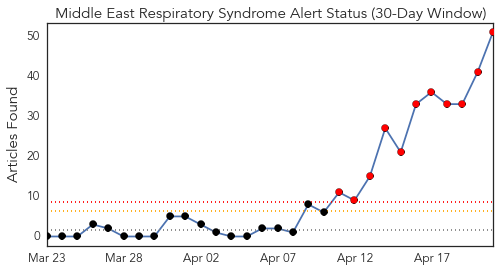 Middle East Respiratory Syndrome Alert Status (30-Day Window)
Articles Found
50
40
30
20
10
0
Mar 23 Mar 28 Apr 02 Apr 07 Apr 12 Apr 17